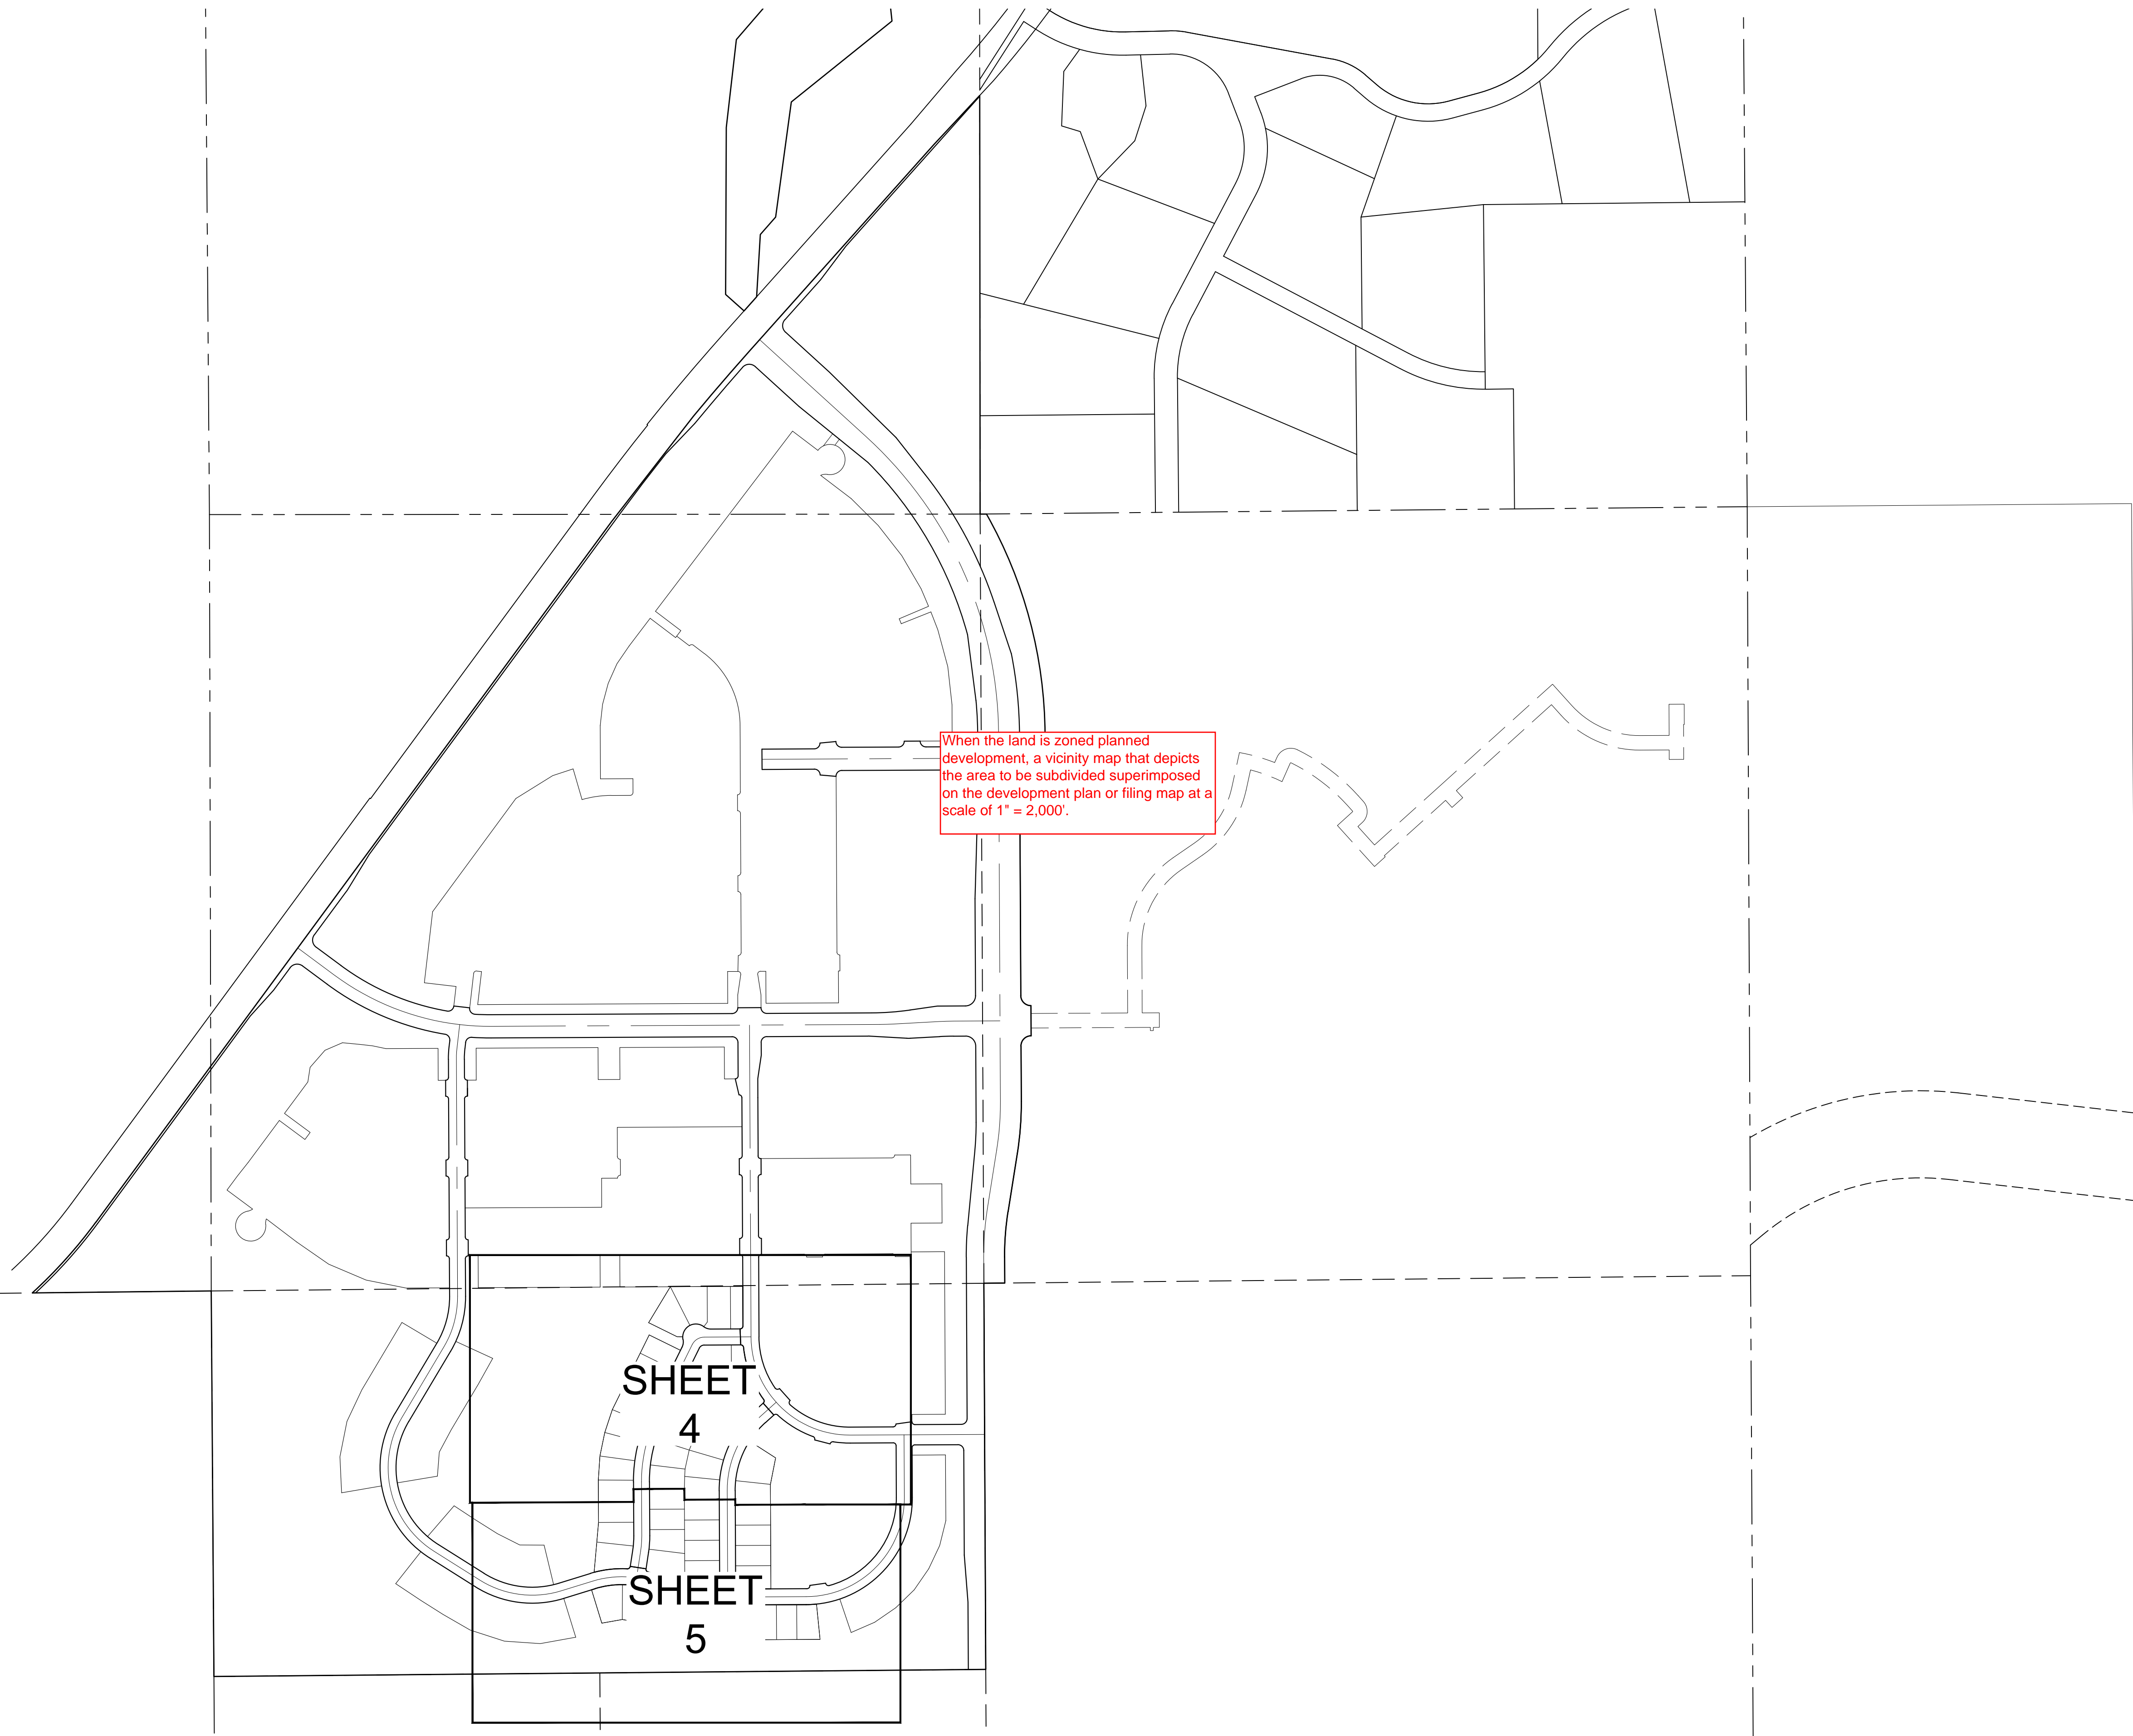 When the land is zoned planned
development, a vicinity map that depicts
the area to be subdivided superimposed
on the development plan or filing map at a
scale of 1" = 2,000'.
SHEET
4
SHEET
5